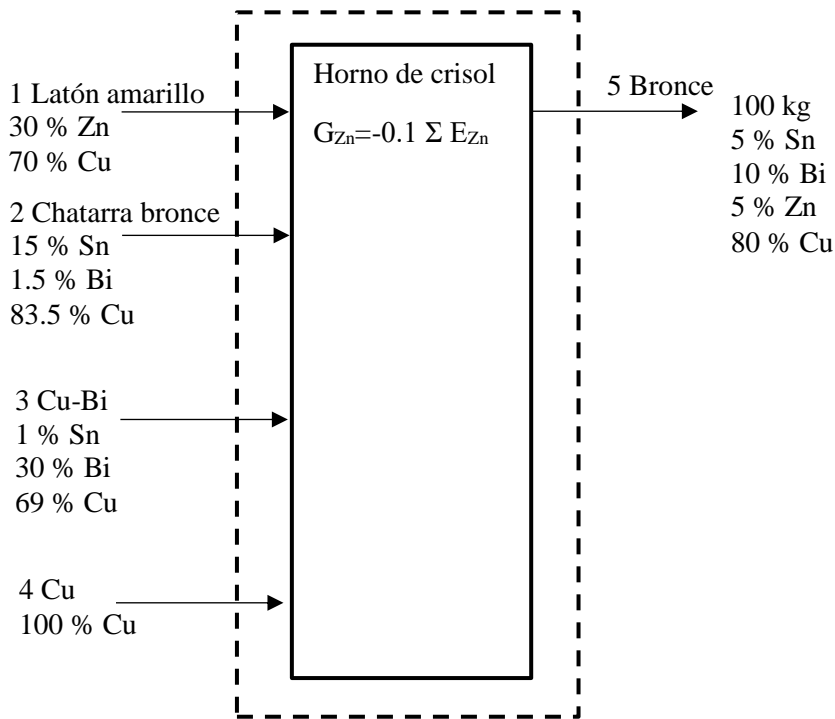 1 Latón amarillo
30 % Zn
70 % Cu
2 Chatarra bronce
15 % Sn
1.5 % Bi
83.5 % Cu
3 Cu-Bi
1 % Sn
30 % Bi
69 % Cu
4 Cu
100 % Cu
Horno de crisol
G_Zn=-0.1 Σ E_Zn
5 Bronce
100 kg
5 % Sn
10 % Bi
5 % Zn
80 % Cu